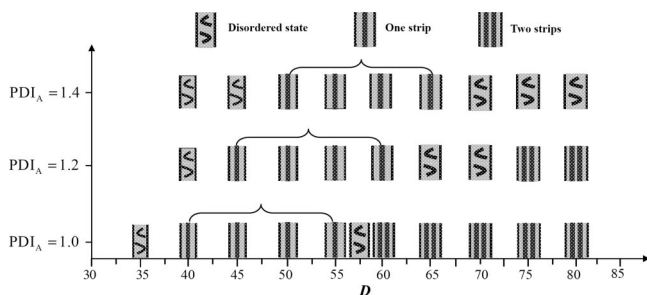 Disordered state One strip Two strips
PDI_A = 1.4
PDI_A = 1.2
PDI_A = 1.0
30 35 40 45 50 55 60 65 70 75 80 85
D